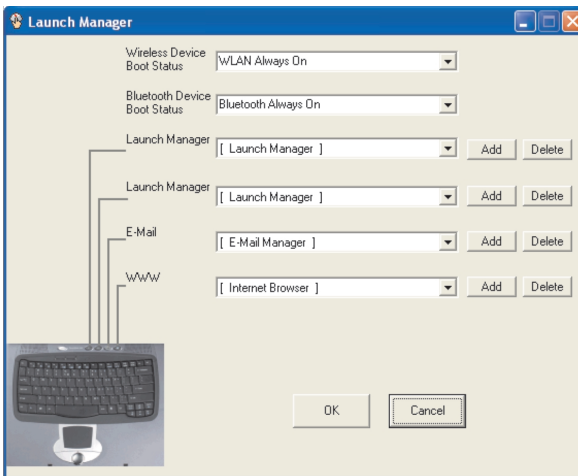 Launch Manager
Wireless Device
Boot Status
WLAN Always On
Bluetooth Device
Boot Status
Bluetooth Always On
Launch Manager
[ Launch Manager ]
Add
Delete
Launch Manager
[ Launch Manager ]
Add
Delete
E-Mail
[ E-Mail Manager ]
Add
Delete
WWW
[ Internet Browser ]
Add
Delete
OK
Cancel